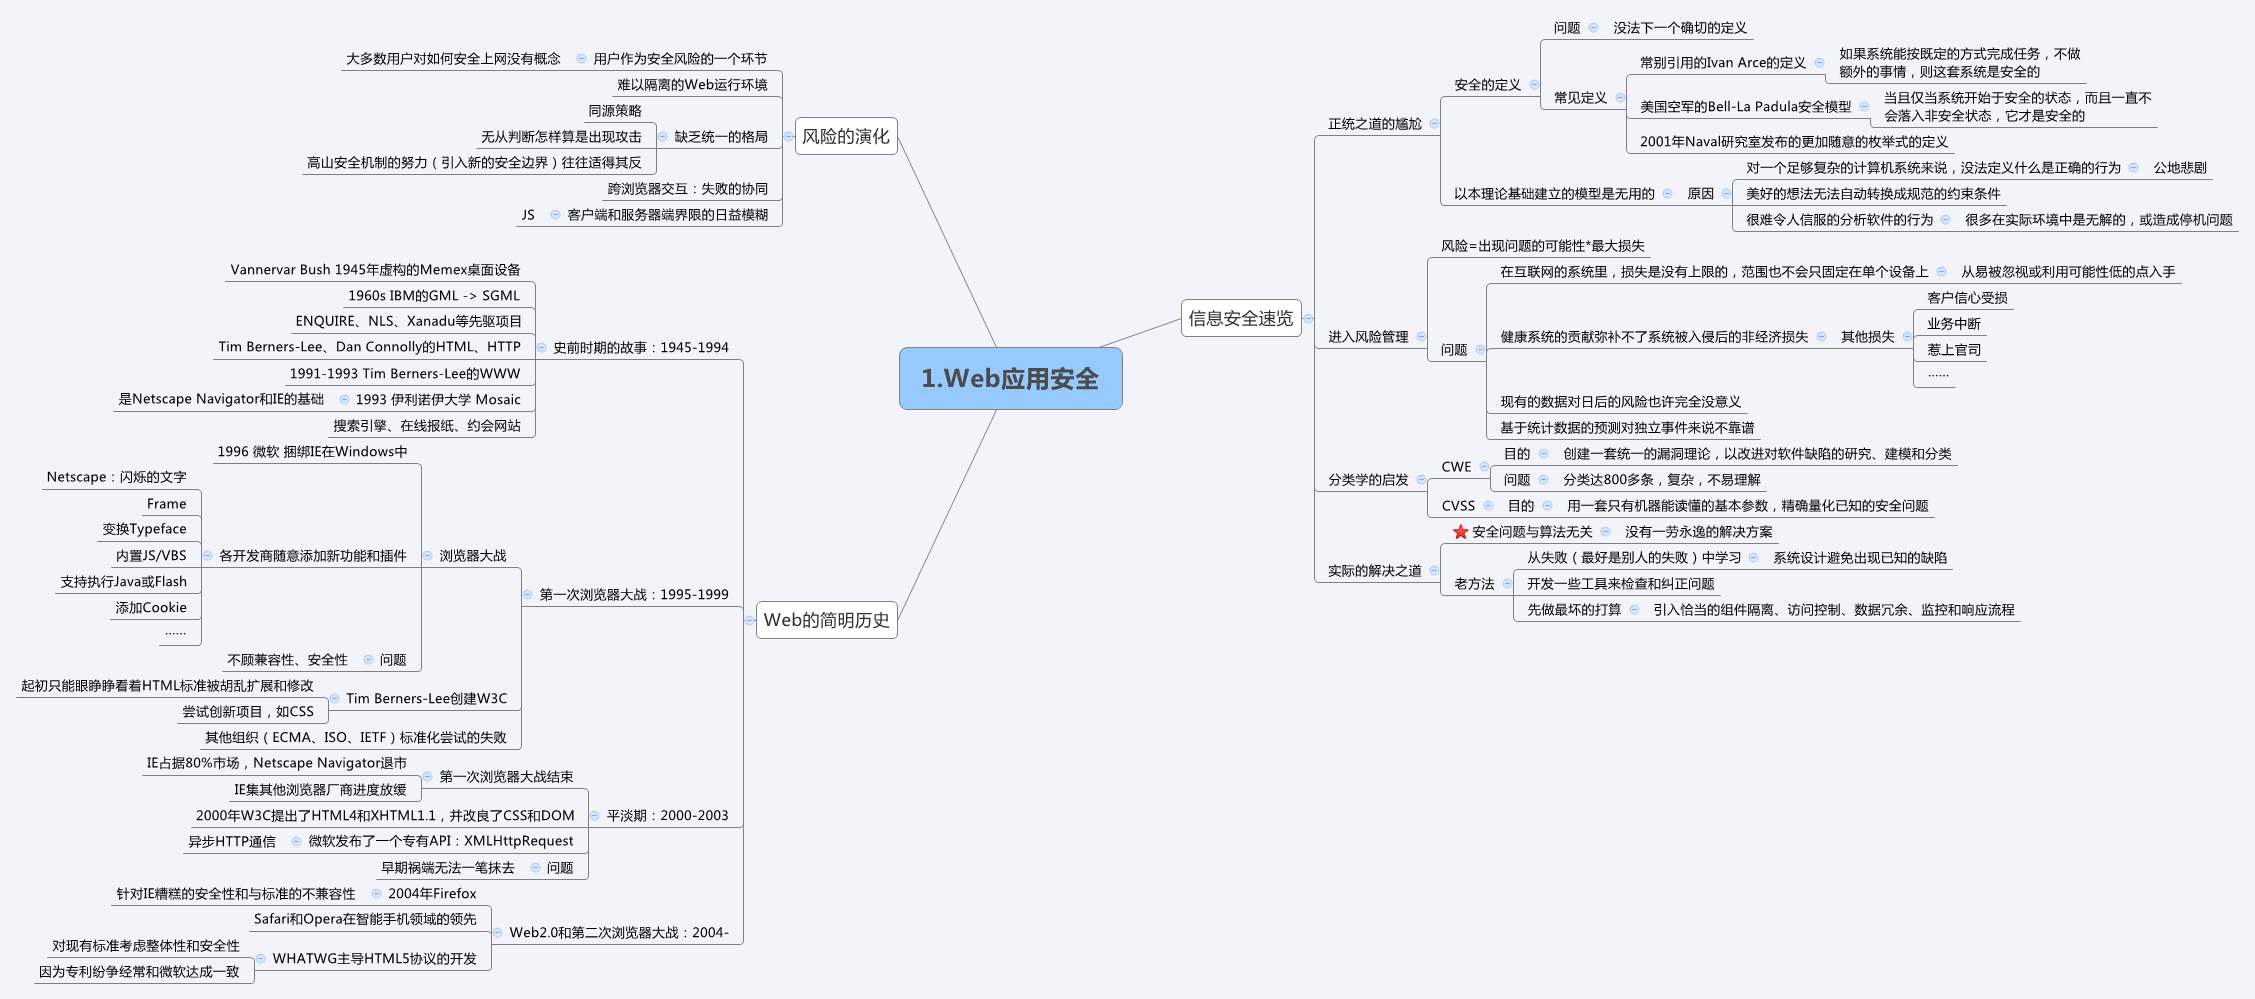 1.Web应用安全
信息安全速览
正统之道的尴尬
安全的定义
问题
没法下一个确切的定义
常见定义
常别引用的Ivan Arce的定义
如果系统能按既定的方式完成任务，不做
额外的事情，则这套系统是安全的
美国空军的Bell-La Padula安全模型
当且仅当系统开始于安全的状态，而且一直不
会落入非安全状态，它才是安全的
2001年Naval研究室发布的更加随意的枚举式的定义
以本理论基础建立的模型是无用的
原因
对一个足够复杂的计算机系统来说，没法定义什么是正确的行为
公地悲剧
美好的想法无法自动转换成规范的约束条件
很难令人信服的分析软件的行为
很多在实际环境中是无解的，或造成停机问题
进入风险管理
风险=出现问题的可能性*最大损失
问题
在互联网的系统里，损失是没有上限的，范围也不会只固定在单个设备上
从易被忽视或利用可能性低的点入手
健康系统的贡献弥补不了系统被入侵后的非经济损失
其他损失
客户信心受损
业务中断
惹上官司
……
现有的数据对日后的风险也许完全没意义
基于统计数据的预测对独立事件来说不靠谱
分类学的启发
CWE
目的
创建一套统一的漏洞理论，以改进对软件缺陷的研究、建模和分类
问题
分类达800多条，复杂，不易理解
CVSS
目的
用一套只有机器能读懂的基本参数，精确量化已知的安全问题
实际的解决之道
安全问题与算法无关
没有一劳永逸的解决方案
老方法
从失败（最好是别人的失败）中学习
系统设计避免出现已知的缺陷
开发一些工具来检查和纠正问题
先做最坏的打算
引入恰当的组件隔离、访问控制、数据冗余、监控和响应流程
风险的演化
用户作为安全风险的一个环节
大多数用户对如何安全上网没有概念
难以隔离的Web运行环境
缺乏统一的格局
同源策略
无从判断怎样算是出现攻击
高山安全机制的努力（引入新的安全边界）往往适得其反
跨浏览器交互：失败的协同
客户端和服务器端界限的日益模糊
JS
Web的简明历史
史前时期的故事：1945-1994
Vannervar Bush 1945年虚构的Memex桌面设备
1960s IBM的GML -> SGML
ENQUIRE、NLS、Xanadu等先驱项目
Tim Berners-Lee、Dan Connolly的HTML、HTTP
1991-1993 Tim Berners-Lee的WWW
1993 伊利诺伊大学 Mosaic
是Netscape Navigator和IE的基础
搜索引擎、在线报纸、约会网站
第一次浏览器大战：1995-1999
浏览器大战
1996 微软 捆绑IE在Windows中
各开发商随意添加新功能和插件
Netscape：闪烁的文字
Frame
变换Typeface
内置JS/VBS
支持执行Java或Flash
添加Cookie
……
问题
不顾兼容性、安全性
Tim Berners-Lee创建W3C
起初只能眼睁睁看着HTML标准被胡乱扩展和修改
尝试创新项目，如CSS
其他组织（ECMA、ISO、IETF）标准化尝试的失败
平淡期：2000-2003
第一次浏览器大战结束
IE占据80%市场，Netscape Navigator退市
IE集其他浏览器厂商进度放缓
2000年W3C提出了HTML4和XHTML1.1，并改良了CSS和DOM
微软发布了一个专有API：XMLHttpRequest
异步HTTP通信
问题
早期祸端无法一笔抹去
Web2.0和第二次浏览器大战：2004-
2004年Firefox
针对IE糟糕的安全性和与标准的不兼容性
Safari和Opera在智能手机领域的领先
WHATWG主导HTML5协议的开发
对现有标准考虑整体性和安全性
因为专利纷争经常和微软达成一致